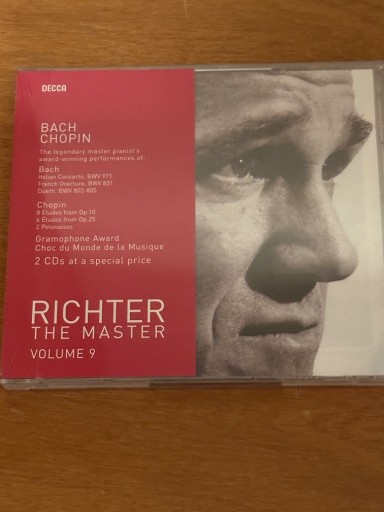 DECCA
BACH
CHOPIN
The legendary master pianist's
award-winning performances of:
Bach
Italian Concerto, BWV 971
French Overture, BWV 831
Duetti, BWV 802-805
Chopin
8 Etudes from Op.10
6 Etudes from Op.25
2 Polonaises
Gramophone Award
Choc du Monde de la Musique
2 CDs at a special price
RICHTER
THE MASTER
VOLUME 9